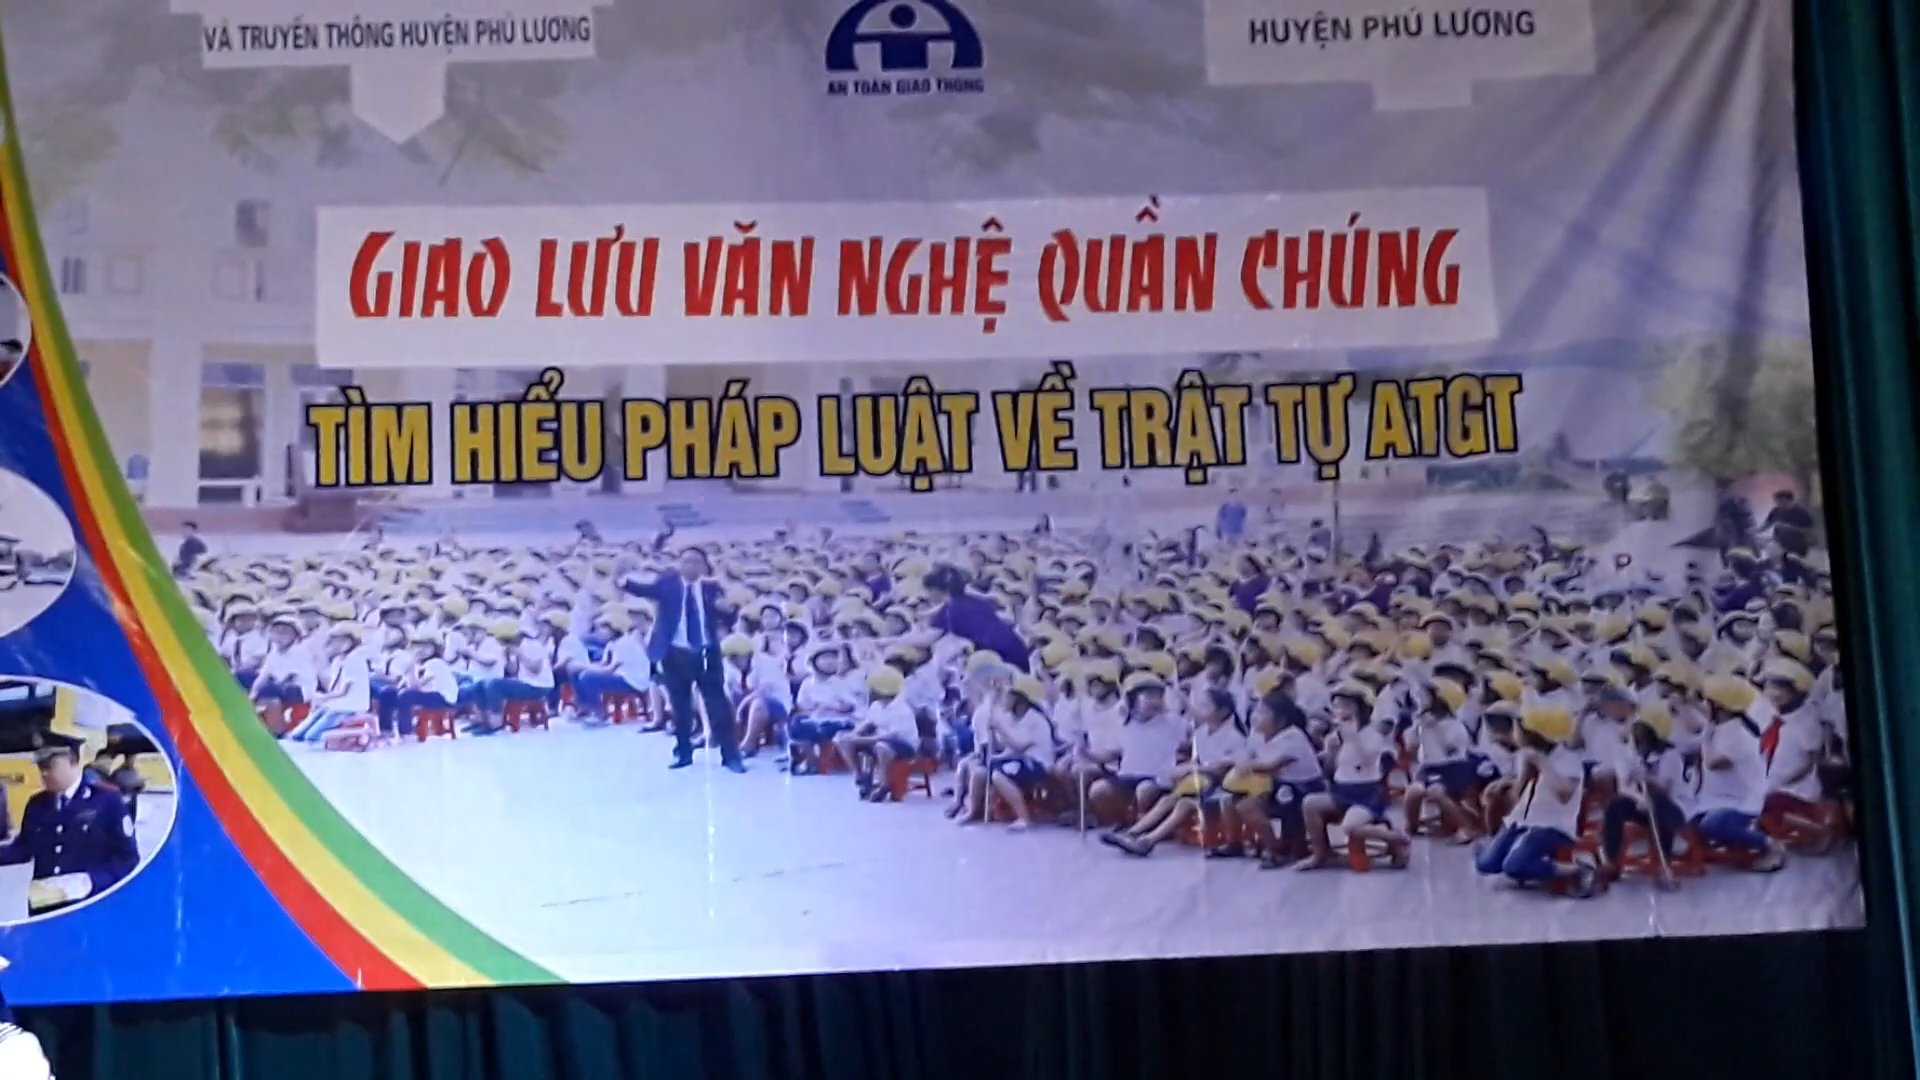 VÀ TRUYỀN THÔNG HUYỆN PHÚ LƯƠNG
AN TOÀN GIAO THÔNG
HUYỆN PHÚ LƯƠNG
GIAO LƯU VĂN NGHỆ QUẦN CHÚNG
TÌM HIỂU PHÁP LUẬT VỀ TRẬT TỰ ATGT